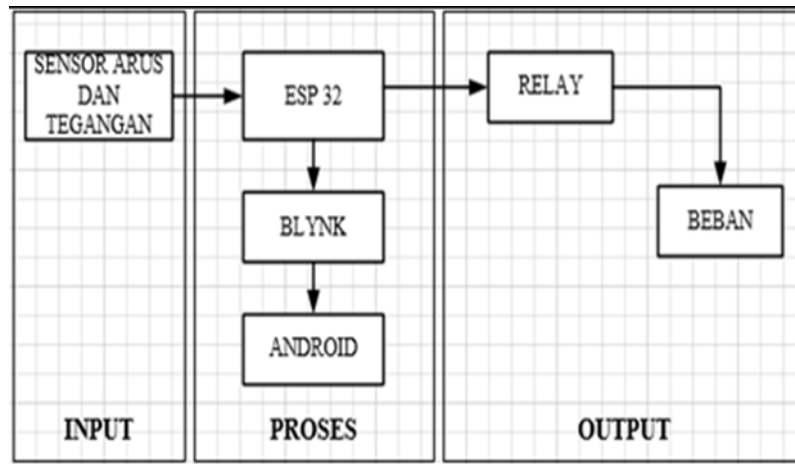 SENSOR ARUS
DAN
TEGANGAN
ESP 32
RELAY
BLYNK
BEBAN
ANDROID
INPUT
PROSES
OUTPUT